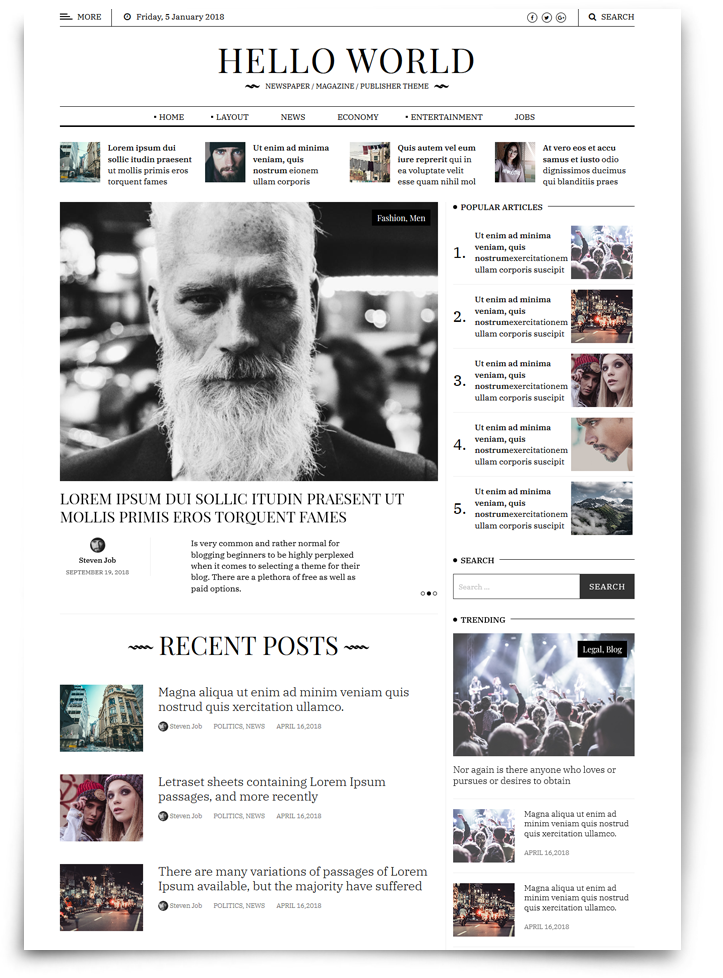 MORE
Friday, 5 January 2018
SEARCH
HELLO WORLD
NEWSPAPER / MAGAZINE / PUBLISHER THEME
HOME
LAYOUT
NEWS
ECONOMY
ENTERTAINMENT
JOBS
Lorem ipsum dui
sollic itudin praesent
ut mollis primis eros
torquent fames
Ut enim ad minima
veniam, quis
nostrum eionem
ullam corporis
Quis autem vel eum
iure reprerit qui in
ea voluptate velit
esse quam nihil mol
At vero eos et accu
samus et iusto odio
dignissimos ducimus
qui blanditiis praes
Fashion, Men
LOREM IPSUM DUI SOLLIC ITUDIN PRAESENT UT
MOLLIS PRIMIS EROS TORQUENT FAMES
Steven Job
SEPTEMBER 19, 2018
Is very common and rather normal for
blogging beginners to be highly perplexed
when it comes to selecting a theme for their
blog. There are a plethora of free as well as
paid options.
RECENT POSTS
Magna aliqua ut enim ad minim veniam quis
nostrud quis xercitation ullamco.
Steven Job POLITICS, NEWS APRIL 16,2018
Letraset sheets containing Lorem Ipsum
passages, and more recently
Steven Job POLITICS, NEWS APRIL 16,2018
There are many variations of passages of Lorem
Ipsum available, but the majority have suffered
Steven Job POLITICS, NEWS APRIL 16,2018
POPULAR ARTICLES
1.
Ut enim ad minima
veniam, quis
nostrumexercitationem
ullam corporis suscipit
2.
Ut enim ad minima
veniam, quis
nostrumexercitationem
ullam corporis suscipit
3.
Ut enim ad minima
veniam, quis
nostrumexercitationem
ullam corporis suscipit
4.
Ut enim ad minima
veniam, quis
nostrumexercitationem
ullam corporis suscipit
5.
Ut enim ad minima
veniam, quis
nostrumexercitationem
ullam corporis suscipit
SEARCH
Search ...
SEARCH
TRENDING
Legal, Blog
Nor again is there anyone who loves or
pursues or desires to obtain
Magna aliqua ut enim ad
minim veniam quis nostrud
quis xercitation ullamco.
APRIL 16,2018
Magna aliqua ut enim ad
minim veniam quis nostrud
quis xercitation ullamco.
APRIL 16,2018